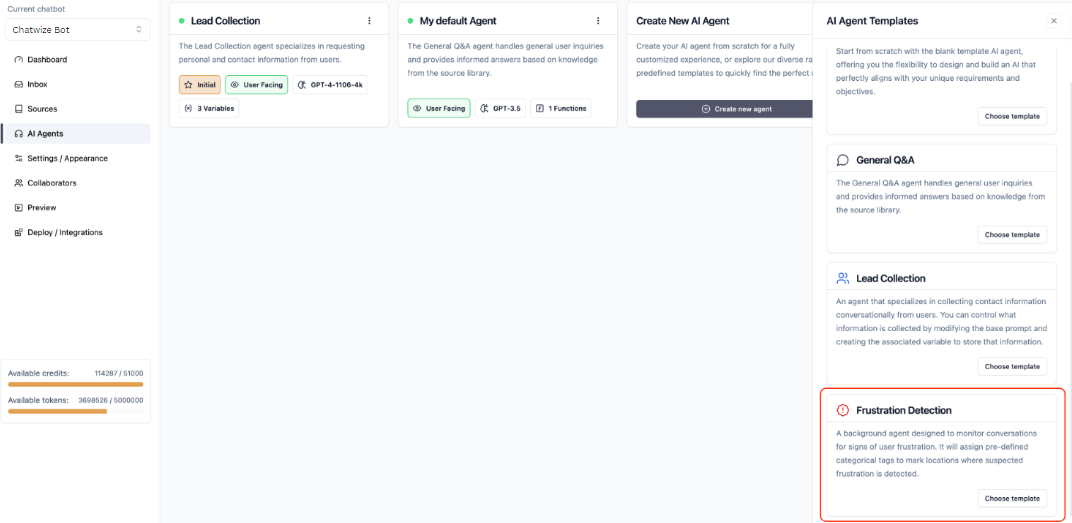 Current chatbot
Chatwize Bot
Dashboard
Inbox
Sources
AI Agents
Settings / Appearance
Collaborators
Preview
Deploy / Integrations
Available credits: 114287 / 51000
Available tokens: 3698526 / 5000000
Lead Collection
The Lead Collection agent specializes in requesting
personal and contact information from users.
Initial
User Facing
GPT-4-1106-4k
3 Variables
My default Agent
The General Q&A agent handles general user inquiries
and provides informed answers based on knowledge
from the source library.
User Facing
GPT-3.5
1 Functions
Create New AI Agent
Create your AI agent from scratch for a fully
customized experience, or explore our diverse ra
predefined templates to quickly find the perfect
Create new agent
AI Agent Templates
Start from scratch with the blank template AI agent,
offering you the flexibility to design and build an AI that
perfectly aligns with your unique requirements and
objectives.
Choose template
General Q&A
The General Q&A agent handles general user inquiries
and provides informed answers based on knowledge from
the source library.
Choose template
Lead Collection
An agent that specializes in collecting contact information
conversationally from users. You can control what
information is collected by modifying the base prompt and
creating the associated variable to store that information.
Choose template
Frustration Detection
A background agent designed to monitor conversations
for signs of user frustration. It will assign pre-defined
categorical tags to mark locations where suspected
frustration is detected.
Choose template